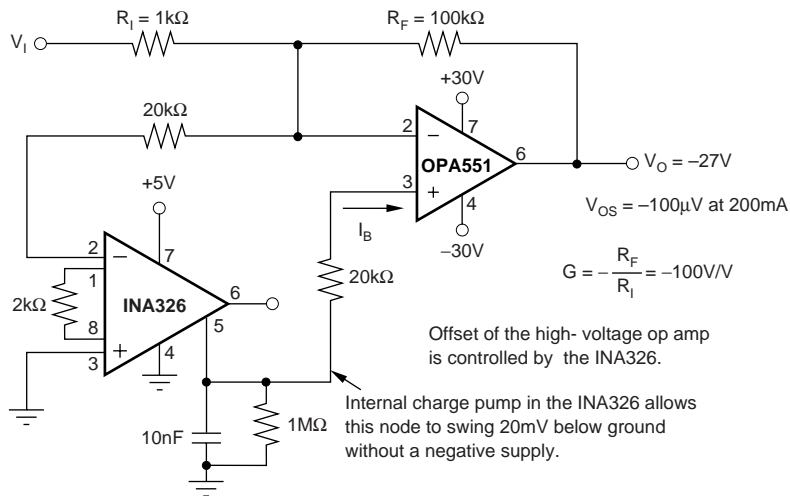 R_I = 1kΩ
R_F = 100kΩ
V_I
+30V
20kΩ
2
7
OPA551
6
V_O = –27V
+5V
3
4
V_OS = –100µV at 200mA
I_B
–30V
2
7
1
20kΩ
G = – R_F / R_I = –100V/V
2kΩ
INA326
6
8
5
3
4
Offset of the high- voltage op amp
is controlled by the INA326.
10nF
1MΩ
Internal charge pump in the INA326 allows
this node to swing 20mV below ground
without a negative supply.